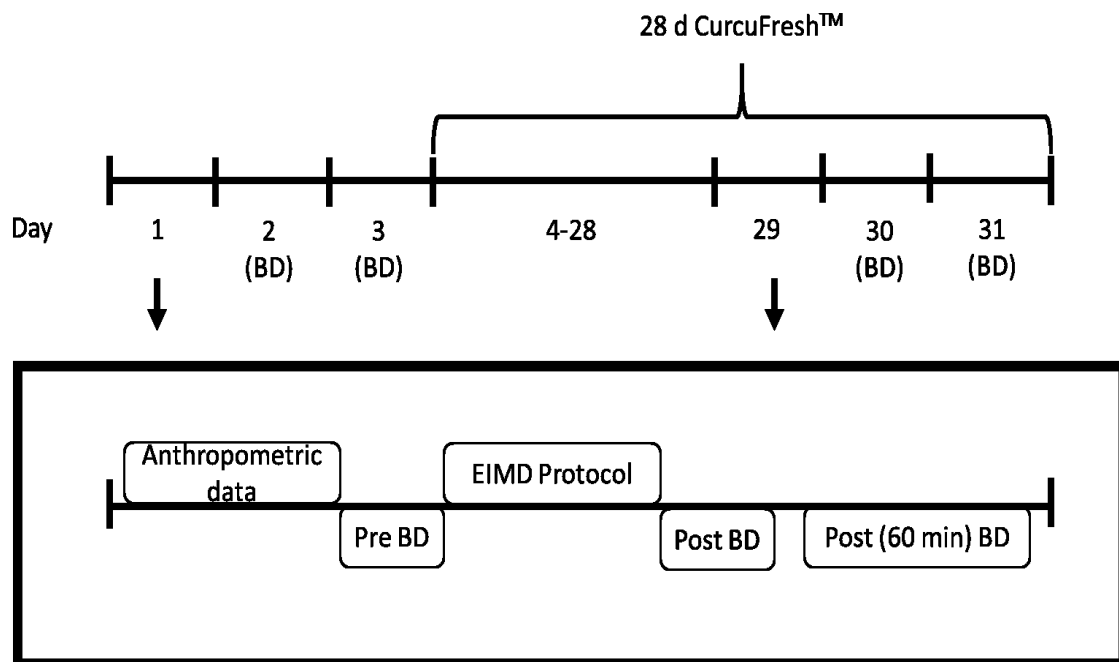 28 d CurcuFresh™
Day 1 2 3 4-28 29 30 31
(BD) (BD) (BD) (BD)
Anthropometric
data
EIMD Protocol
Pre BD
Post BD
Post (60 min) BD